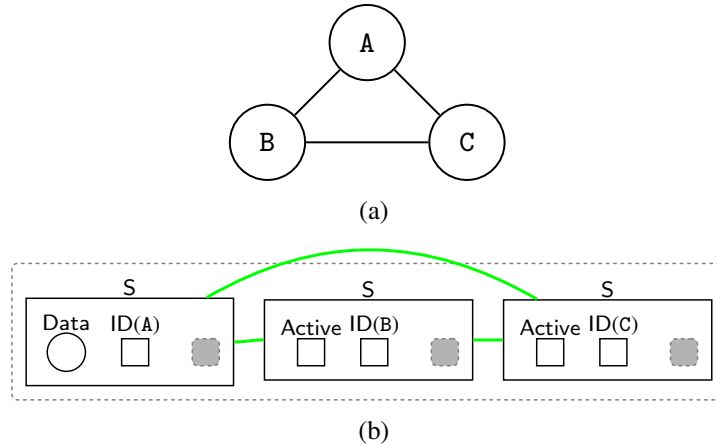 A
B C
(a)
S S S
Data ID(A) Active ID(B) Active ID(C)
(b)